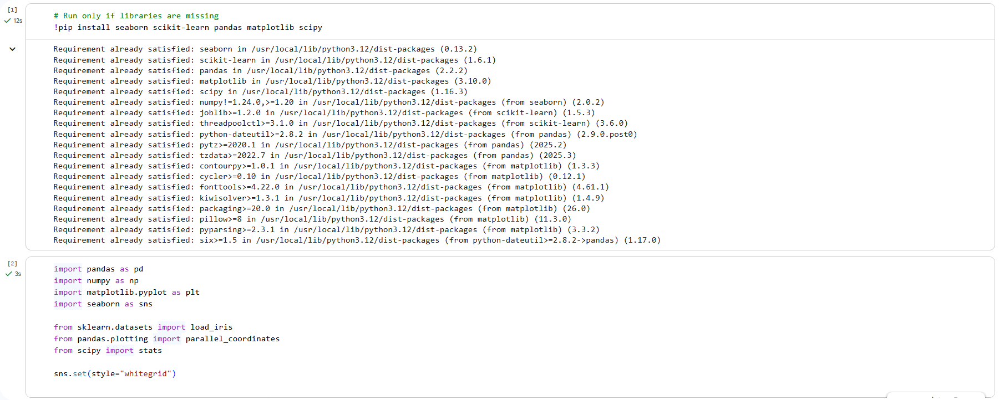 [1]
12s
# Run only if libraries are missing
!pip install seaborn scikit-learn pandas matplotlib scipy
Requirement already satisfied: seaborn in /usr/local/lib/python3.12/dist-packages (0.13.2)
Requirement already satisfied: scikit-learn in /usr/local/lib/python3.12/dist-packages (1.6.1)
Requirement already satisfied: pandas in /usr/local/lib/python3.12/dist-packages (2.2.2)
Requirement already satisfied: matplotlib in /usr/local/lib/python3.12/dist-packages (3.10.0)
Requirement already satisfied: scipy in /usr/local/lib/python3.12/dist-packages (1.16.3)
Requirement already satisfied: numpy!=1.24.0,>=1.20 in /usr/local/lib/python3.12/dist-packages (from seaborn) (2.0.2)
Requirement already satisfied: joblib>=1.2.0 in /usr/local/lib/python3.12/dist-packages (from scikit-learn) (1.5.3)
Requirement already satisfied: threadpoolctl>=3.1.0 in /usr/local/lib/python3.12/dist-packages (from scikit-learn) (3.6.0)
Requirement already satisfied: python-dateutil>=2.8.2 in /usr/local/lib/python3.12/dist-packages (from pandas) (2.9.0.post0)
Requirement already satisfied: pytz>=2020.1 in /usr/local/lib/python3.12/dist-packages (from pandas) (2025.2)
Requirement already satisfied: tzdata>=2022.7 in /usr/local/lib/python3.12/dist-packages (from pandas) (2025.3)
Requirement already satisfied: contourpy>=1.0.1 in /usr/local/lib/python3.12/dist-packages (from matplotlib) (1.3.3)
Requirement already satisfied: cycler>=0.10 in /usr/local/lib/python3.12/dist-packages (from matplotlib) (0.12.1)
Requirement already satisfied: fonttools>=4.22.0 in /usr/local/lib/python3.12/dist-packages (from matplotlib) (4.61.1)
Requirement already satisfied: kiwisolver>=1.3.1 in /usr/local/lib/python3.12/dist-packages (from matplotlib) (1.4.9)
Requirement already satisfied: packaging>=20.0 in /usr/local/lib/python3.12/dist-packages (from matplotlib) (26.0)
Requirement already satisfied: pillow>=8 in /usr/local/lib/python3.12/dist-packages (from matplotlib) (11.3.0)
Requirement already satisfied: pyparsing>=2.3.1 in /usr/local/lib/python3.12/dist-packages (from matplotlib) (3.3.2)
Requirement already satisfied: six>=1.5 in /usr/local/lib/python3.12/dist-packages (from python-dateutil>=2.8.2->pandas) (1.17.0)
[2]
3s
import pandas as pd
import numpy as np
import matplotlib.pyplot as plt
import seaborn as sns
from sklearn.datasets import load_iris
from pandas.plotting import parallel_coordinates
from scipy import stats
sns.set(style="whitegrid")